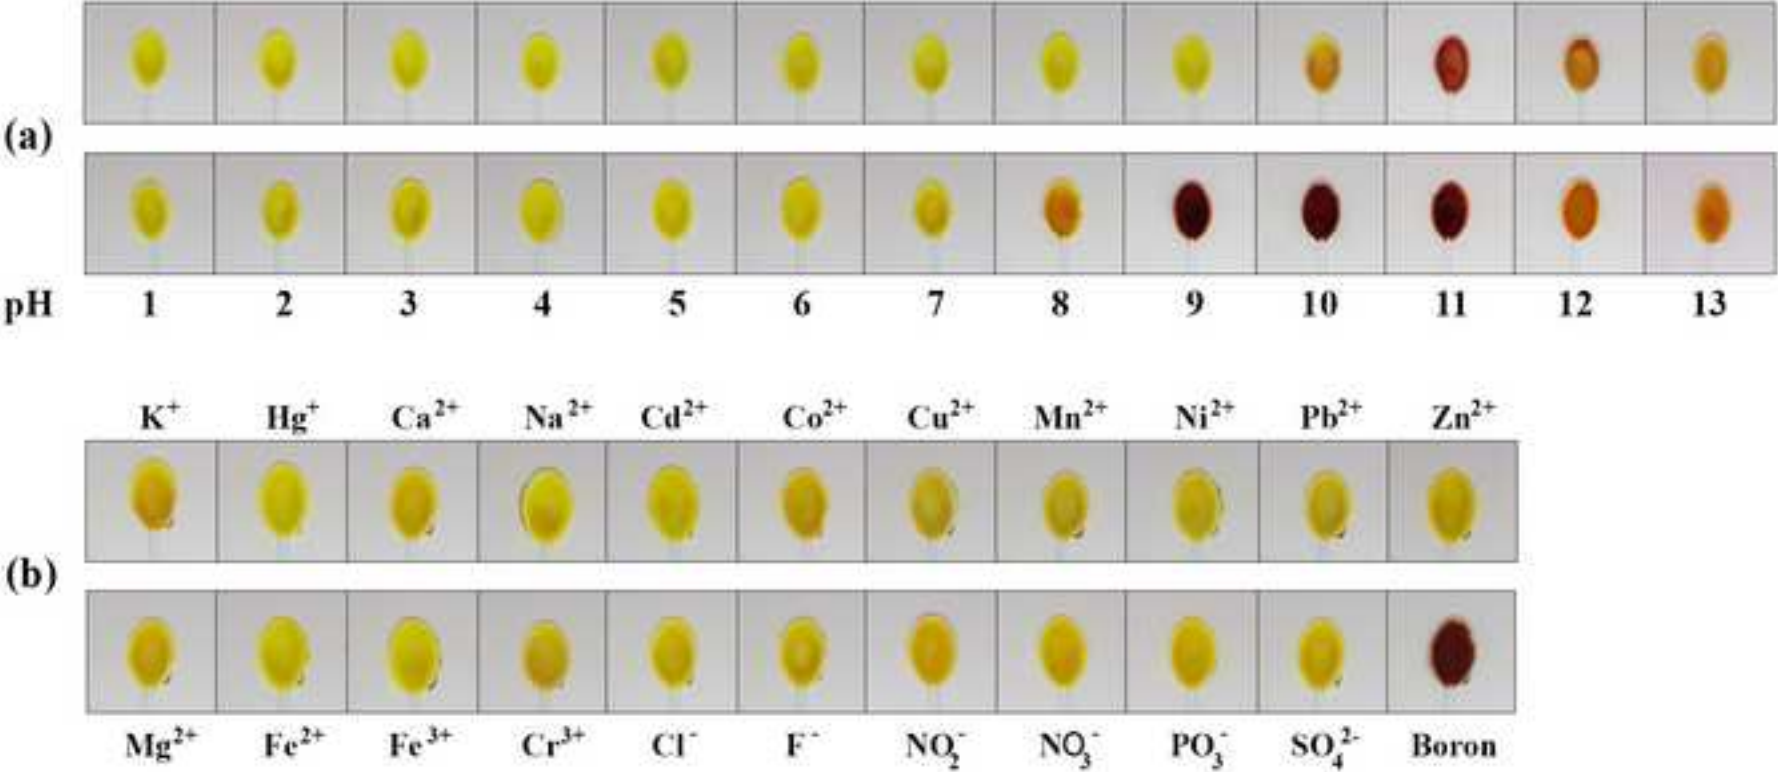 (a)
pH 1 2 3 4 5 6 7 8 9 10 11 12 13
K⁺ Hg⁺ Ca²⁺ Na²⁺ Cd²⁺ Co²⁺ Cu²⁺ Mn²⁺ Ni²⁺ Pb²⁺ Zn²⁺
(b)
Mg²⁺ Fe²⁺ Fe³⁺ Cr³⁺ Cl⁻ F⁻ NO₂⁻ NO₃⁻ PO₃⁻ SO₄²⁻ Boron